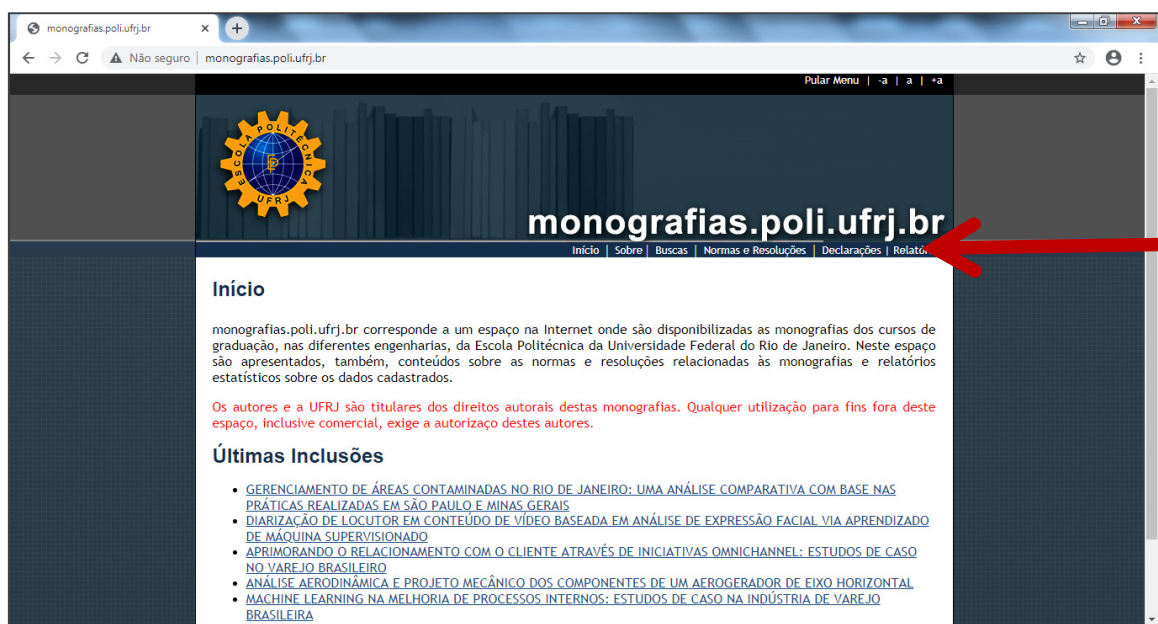 monografias.poli.ufrj.br
Não seguro | monografias.poli.ufrj.br
Pular Menu | -a | a | +a
ESCOLA POLITÉCNICA
UFRJ
monografias.poli.ufrj.br
Início | Sobre | Buscas | Normas e Resoluções | Declarações |
Início
monografias.poli.ufrj.br corresponde a um espaço na Internet onde são disponibilizadas as monografias dos cursos de
graduação, nas diferentes engenharias, da Escola Politécnica da Universidade Federal do Rio de Janeiro. Neste espaço
são apresentados, também, conteúdos sobre as normas e resoluções relacionadas às monografias e relatórios
estatísticos sobre os dados cadastrados.
Os autores e a UFRJ são titulares dos direitos autorais destas monografias. Qualquer utilização para fins fora deste
espaço, inclusive comercial, exige a autorizaço destes autores.
Últimas Inclusões
• GERENCIAMENTO DE ÁREAS CONTAMINADAS NO RIO DE JANEIRO: UMA ANÁLISE COMPARATIVA COM BASE NAS
PRÁTICAS REALIZADAS EM SÃO PAULO E MINAS GERAIS
• DIARIZAÇÃO DE LOCUTOR EM CONTEÚDO DE VÍDEO BASEADA EM ANÁLISE DE EXPRESSÃO FACIAL VIA APRENDIZADO
DE MÁQUINA SUPERVISIONADO
• APRIMORANDO O RELACIONAMENTO COM O CLIENTE ATRAVÉS DE INICIATIVAS OMNICHANNEL: ESTUDOS DE CASO
NO VAREJO BRASILEIRO
• ANÁLISE AERODINÂMICA E PROJETO MECÂNICO DOS COMPONENTES DE UM AEROGERADOR DE EIXO HORIZONTAL
• MACHINE LEARNING NA MELHORIA DE PROCESSOS INTERNOS: ESTUDOS DE CASO NA INDÚSTRIA DE VAREJO
BRASILEIRA